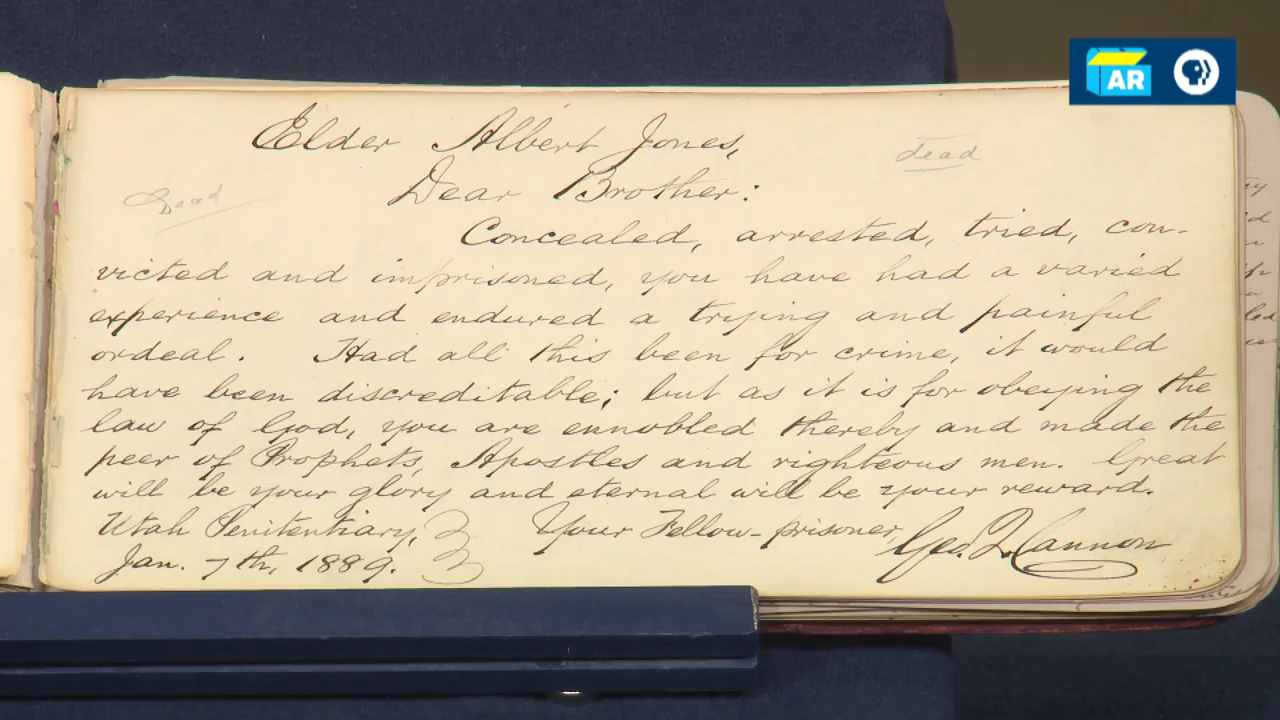 AR PBS
Elder Albert Jones,
dead
Dead
Dear Brother:
Concealed, arrested, tried, con-
victed and imprisoned, you have had a varied
experience and endured a trying and painful
ordeal. Had all this been for crime, it would
have been discreditable; but as it is for obeying the
law of God, you are ennobled thereby and made the
peer of Prophets, Apostles and righteous men. Great
will be your glory and eternal will be your reward.
Utah Penitentiary, Your Fellow-prisoner,
Jan. 7th, 1889. Geo. Q. Cannon